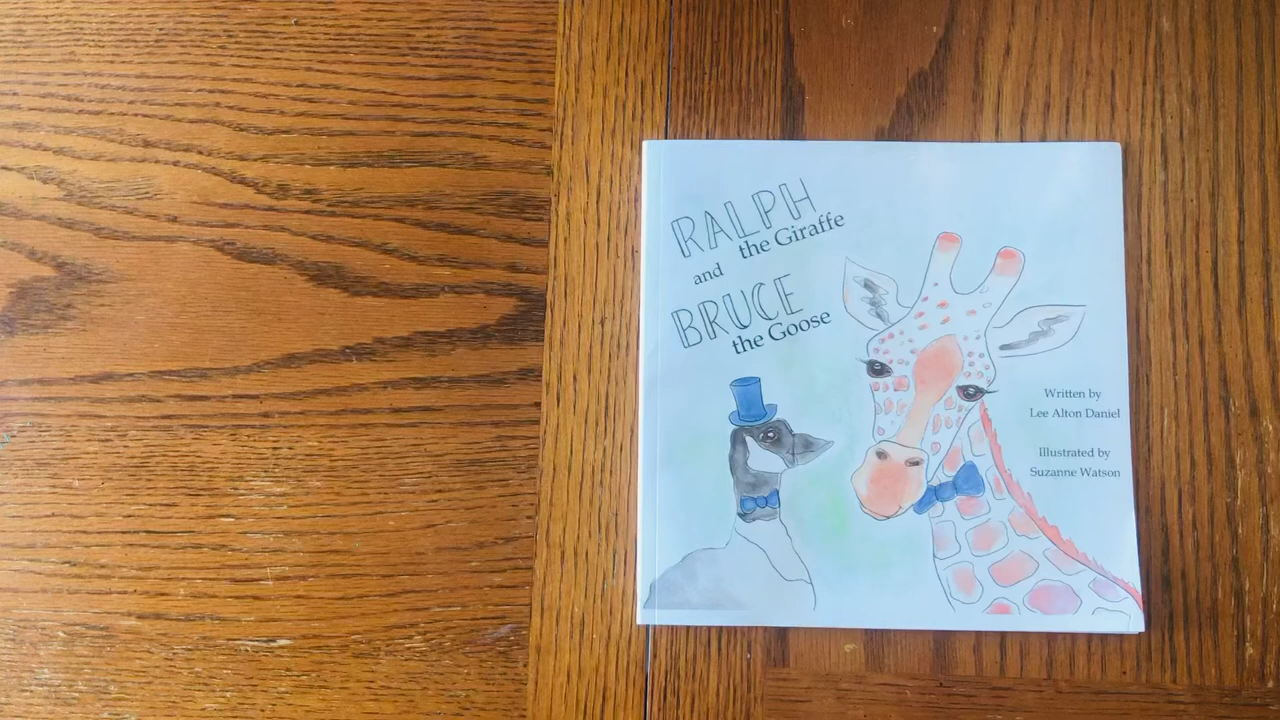 RALPH
the Giraffe
and
BRUCE
the Goose
Written by
Lee Alton Daniel
Illustrated by
Suzanne Watson